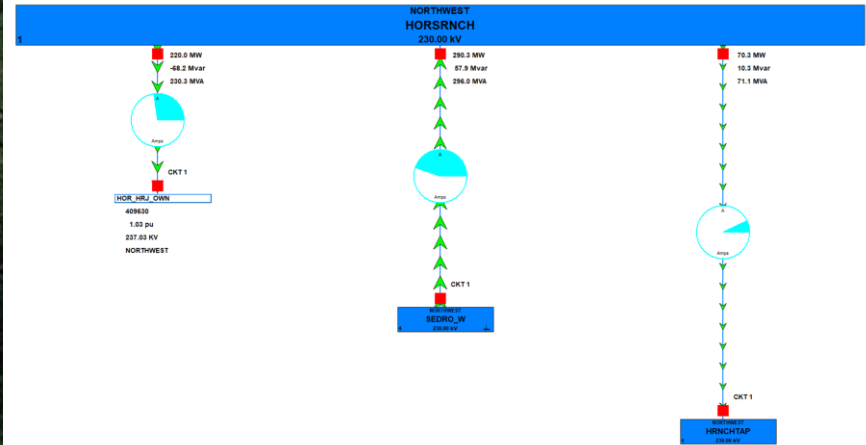 NORTHWEST
HORSRNCH
230.00 kV
1
220.0 MW
-68.2 Mvar
230.3 MVA
A
Amps
CKT 1
HOR_HRJ_OWN
409630
1.03 pu
237.03 KV
NORTHWEST
290.3 MW
57.9 Mvar
296.0 MVA
A
Amps
CKT 1
NORTHWEST
SEDRO_W
230.00 kV
70.3 MW
10.3 Mvar
71.1 MVA
A
Amps
CKT 1
NORTHWEST
HRNCHTAP
230.00 kV